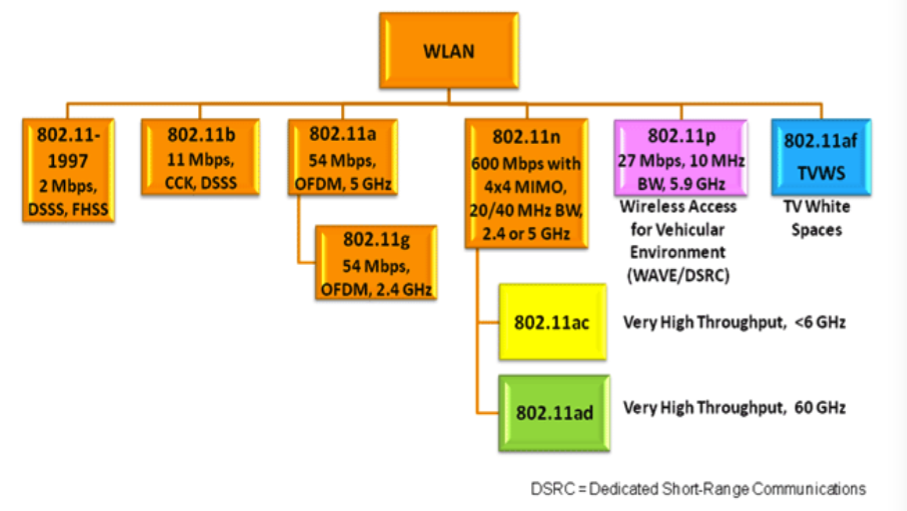 WLAN
802.11-
1997
2 Mbps,
DSSS, FHSS
802.11b
11 Mbps,
CCK, DSSS
802.11a
54 Mbps,
OFDM, 5 GHz
802.11g
54 Mbps,
OFDM, 2.4 GHz
802.11n
600 Mbps with
4x4 MIMO,
20/40 MHz BW,
2.4 or 5 GHz
802.11ac
Very High Throughput, <6 GHz
802.11ad
Very High Throughput, 60 GHz
802.11p
27 Mbps, 10 MHz
BW, 5.9 GHz
Wireless Access
for Vehicular
Environment
(WAVE/DSRC)
802.11af
TVWS
TV White
Spaces
DSRC = Dedicated Short-Range Communications